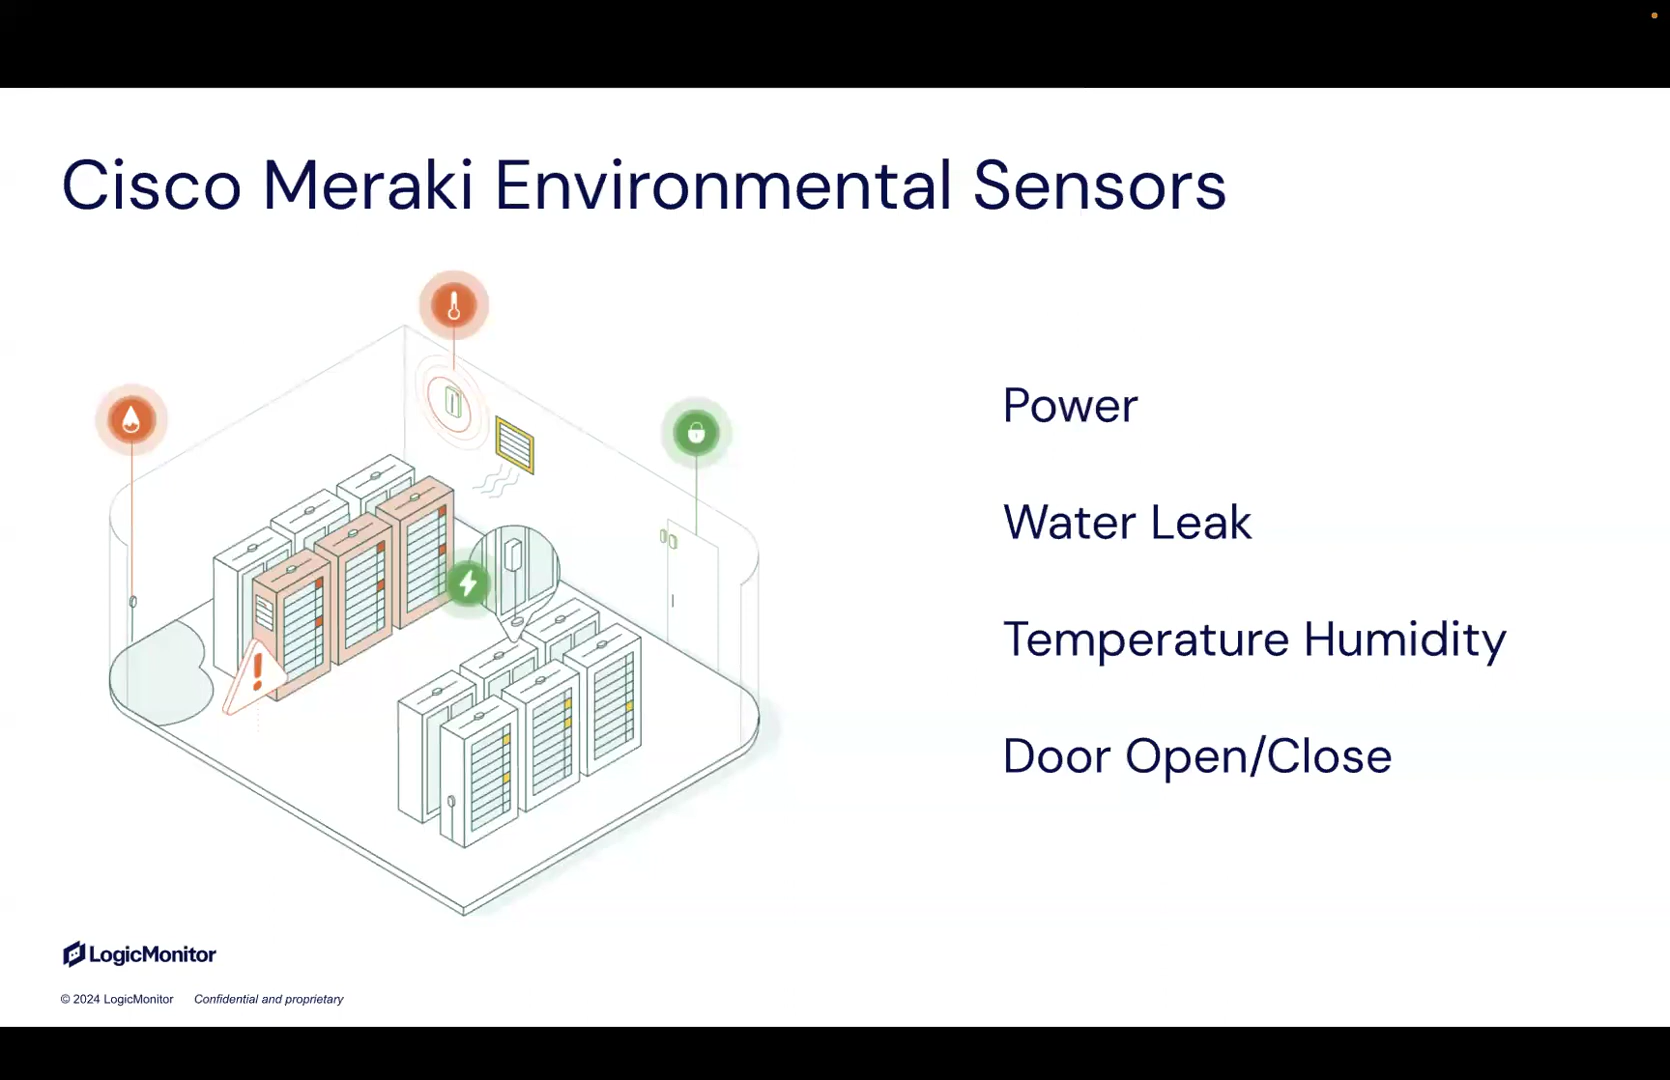 Cisco Meraki Environmental Sensors
Power
Water Leak
Temperature Humidity
Door Open/Close
LogicMonitor
© 2024 LogicMonitor Confidential and proprietary